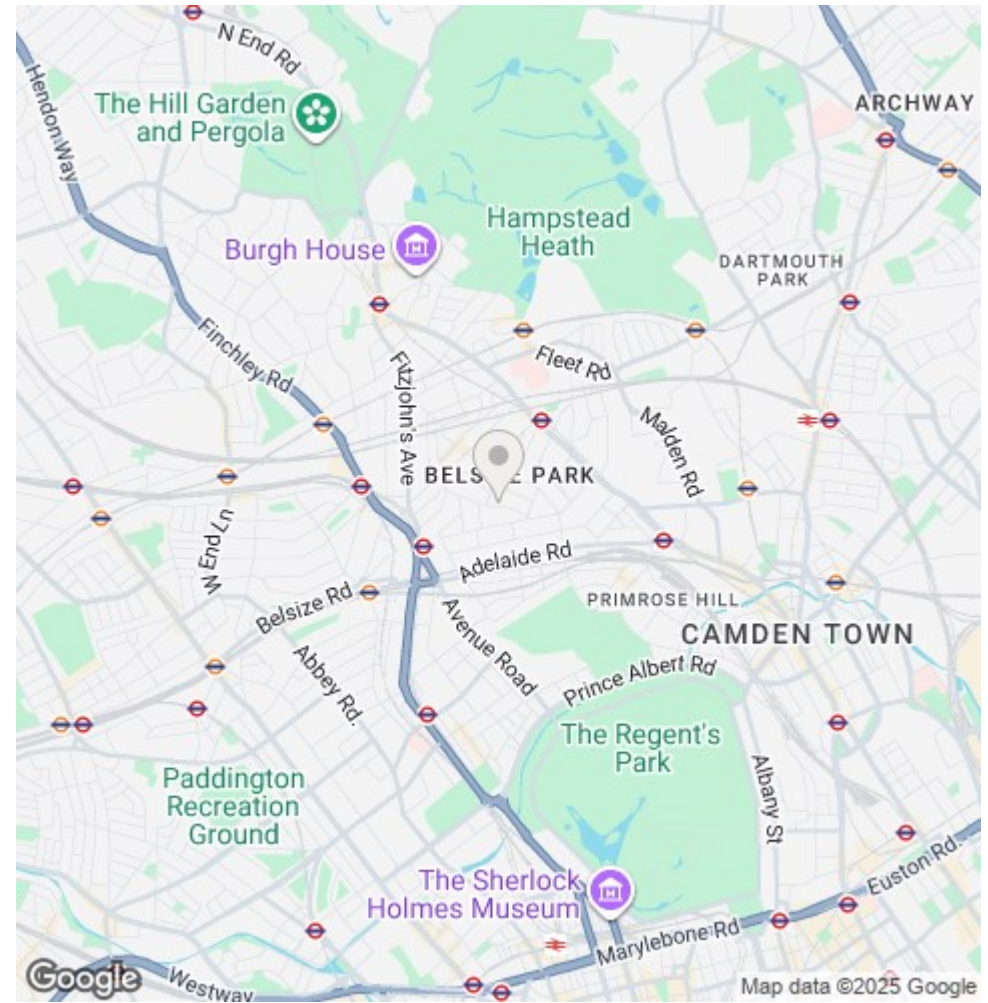 N End Rd
Hendon Way
The Hill Garden
and Pergola
ARCHWAY
Burgh House
Hampstead
Heath
DARTMOUTH
PARK
Finchley Rd
Fitzjohn's Ave
Fleet Rd
Malden Rd
BELS E PARK
W End Ln
Adelaide Rd
Belsize Rd
PRIMROSE HILL
Avenue Road
CAMDEN TOWN
Abbey Rd.
Prince Albert Rd
The Regent's
Park
Albany St
Paddington
Recreation
Ground
The Sherlock
Holmes Museum
Euston Rd.
Marylebone Rd
Westway
Google
Map data ©2025 Google